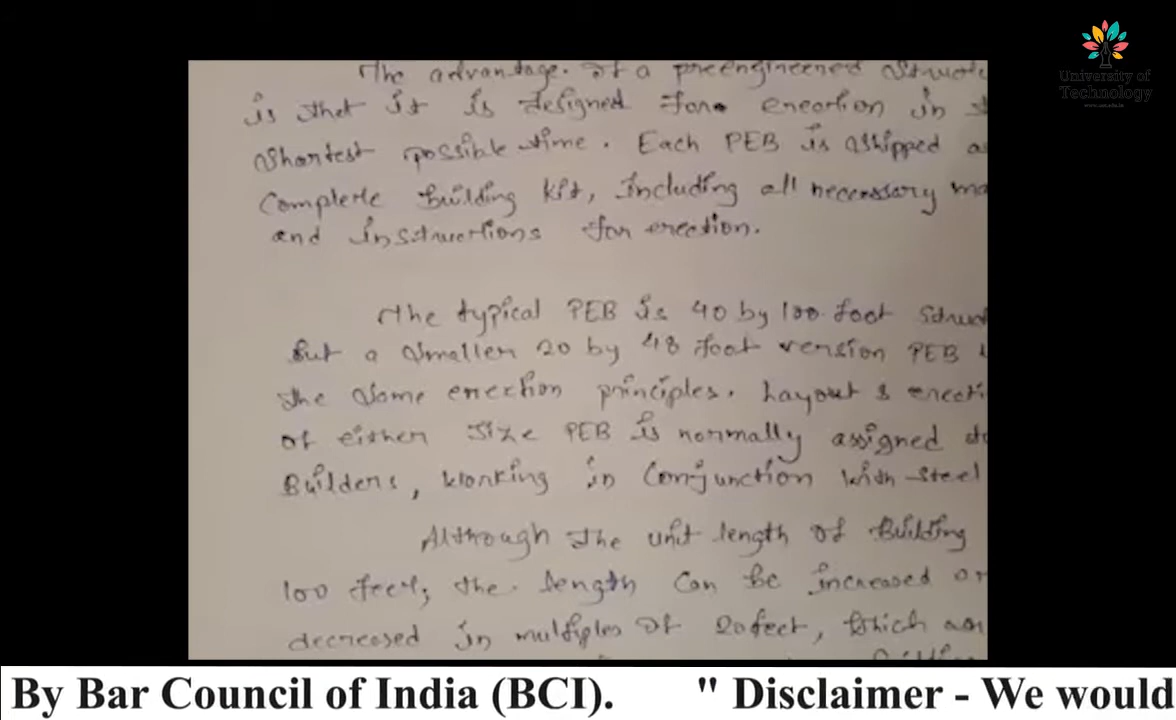 University of
Technology
The advantage of a preengineered
is that it is designed for erection in
shortest possible time. Each PEB is shipped
Complete building kit, including all necessary
and instructions for erection.
The typical PEB is 40 by 100 foot
but a smaller 20 by 48 foot version PEB
the same erection principles. Layout & erecti
of either size PEB is normally assigned
Builders, working in conjunction with steel
Although the unit length of Building
100 feet, the length can be increased or
decreased in multiples of 20 feet, which
By Bar Council of India (BCI). " Disclaimer - We would